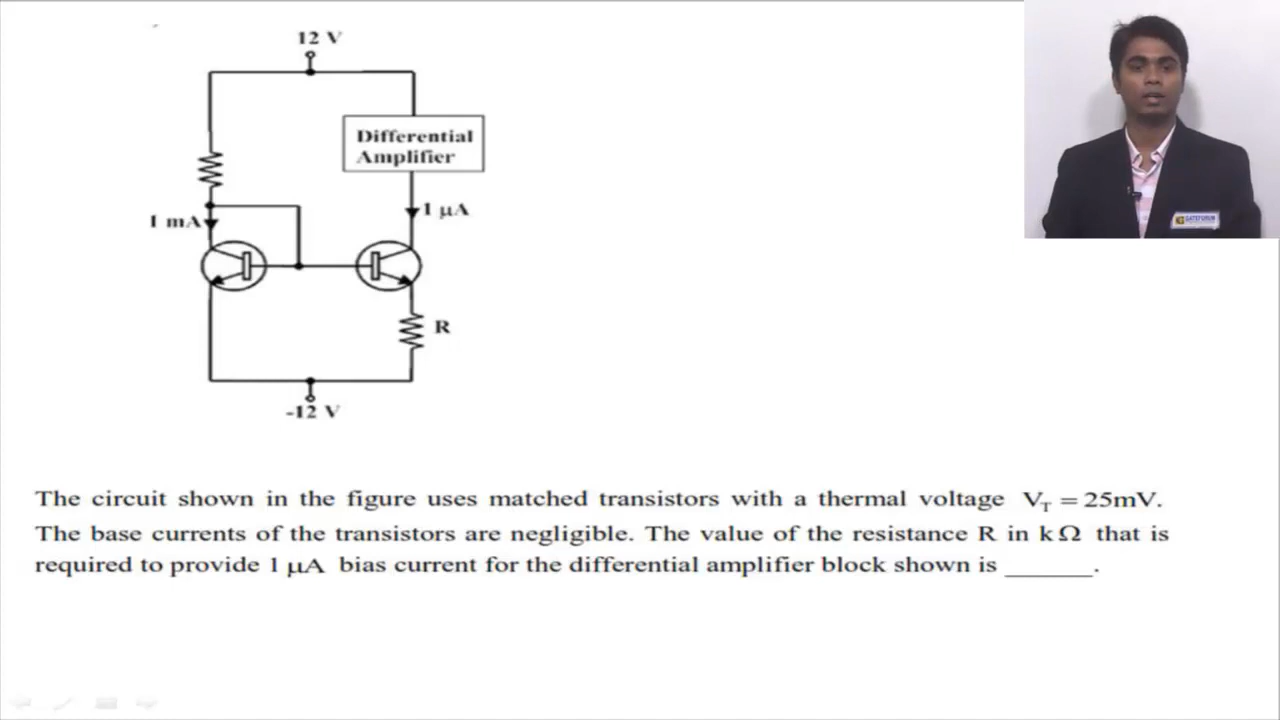 12 V
Differential
Amplifier
1 mA
1 μA
R
-12 V
GATEFORUM
The circuit shown in the figure uses matched transistors with a thermal voltage V_T = 25mV.
The base currents of the transistors are negligible. The value of the resistance R in k Ω that is
required to provide 1 μA bias current for the differential amplifier block shown is ______.